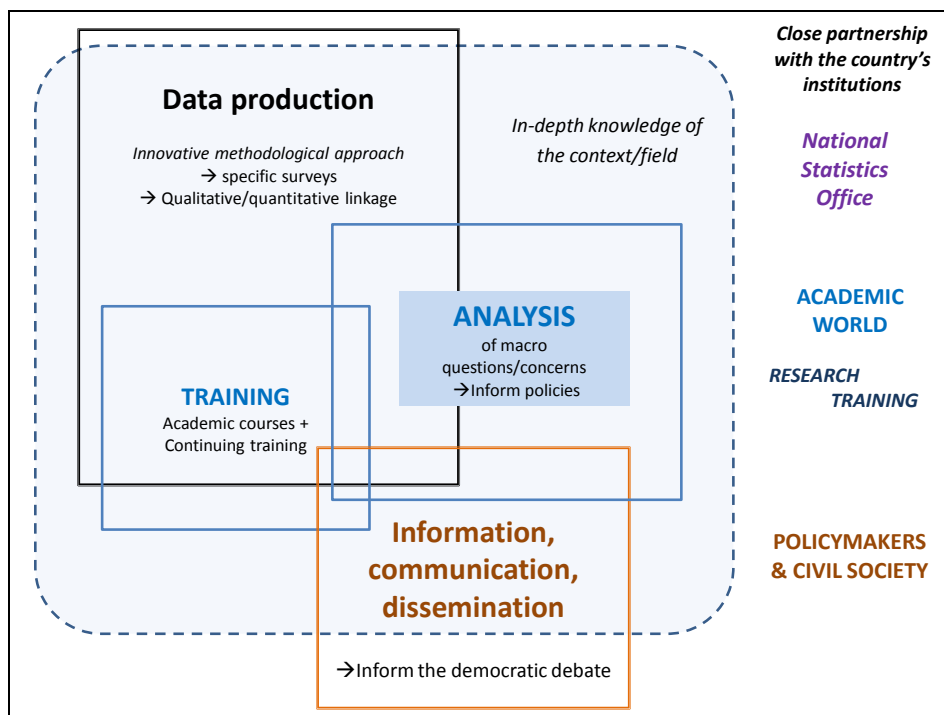 Data production
Innovative methodological approach
→ specific surveys
→ Qualitative/quantitative linkage
In-depth knowledge of
the context/field
ANALYSIS
of macro
questions/concerns
→Inform policies
TRAINING
Academic courses +
Continuing training
Information,
communication,
dissemination
→Inform the democratic debate
Close partnership
with the country's
institutions
National
Statistics
Office
ACADEMIC
WORLD
RESEARCH
TRAINING
POLICYMAKERS
& CIVIL SOCIETY